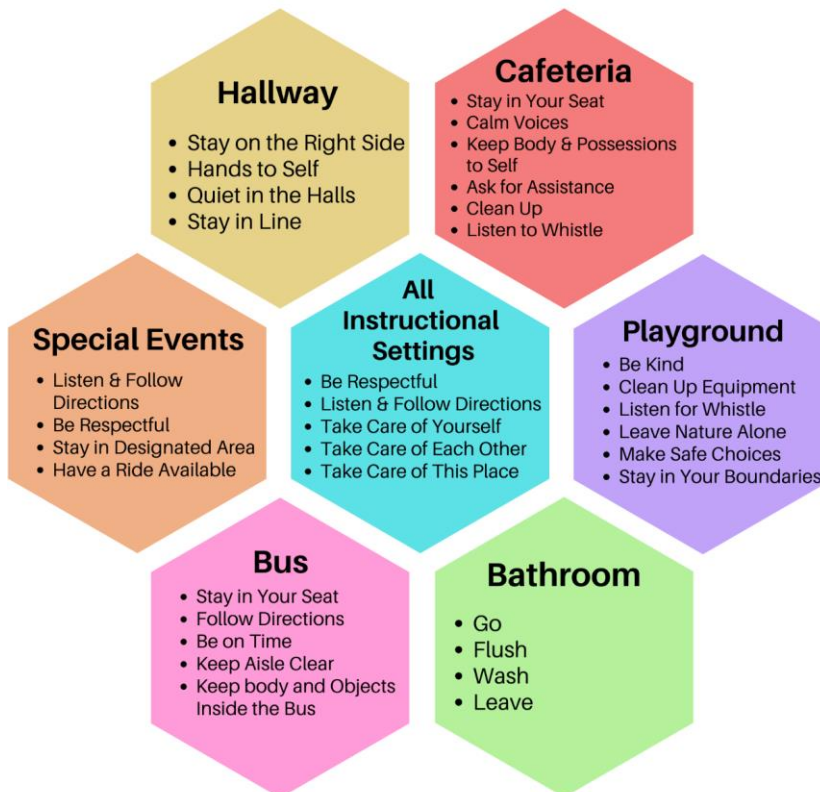 Hallway
• Stay on the Right Side
• Hands to Self
• Quiet in the Halls
• Stay in Line
Cafeteria
• Stay in Your Seat
• Calm Voices
• Keep Body & Possessions
to Self
• Ask for Assistance
• Clean Up
• Listen to Whistle
Special Events
• Listen & Follow
Directions
• Be Respectful
• Stay in Designated Area
• Have a Ride Available
All
Instructional
Settings
• Be Respectful
• Listen & Follow Directions
• Take Care of Yourself
• Take Care of Each Other
• Take Care of This Place
Playground
• Be Kind
• Clean Up Equipment
• Listen for Whistle
• Leave Nature Alone
• Make Safe Choices
• Stay in Your Boundaries
Bus
• Stay in Your Seat
• Follow Directions
• Be on Time
• Keep Aisle Clear
• Keep body and Objects
Inside the Bus
Bathroom
• Go
• Flush
• Wash
• Leave